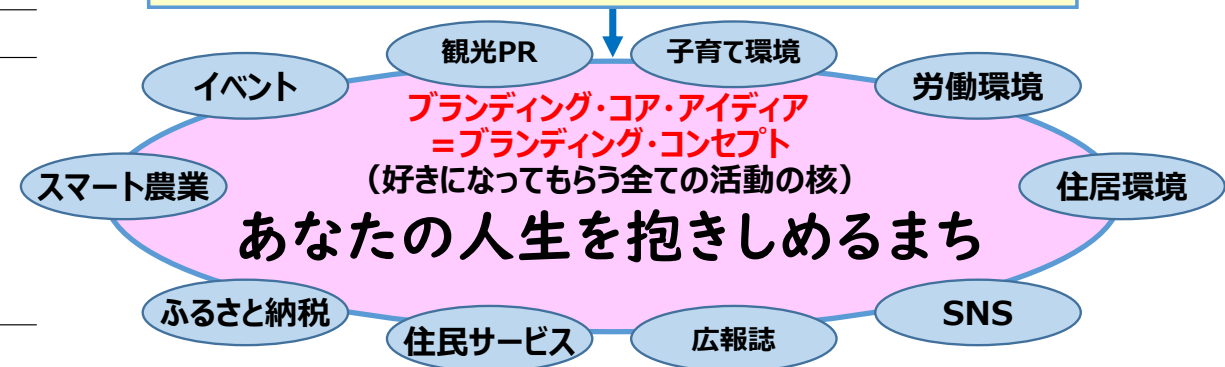 観光PR
子育て環境
イベント
労働環境
ブランディング・コア・アイディア
=ブランディング・コンセプト
(好きになってもらう全ての活動の核)
スマート農業
住居環境
あなたの人生を抱きしめるまち
ふるさと納税
SNS
住民サービス
広報誌